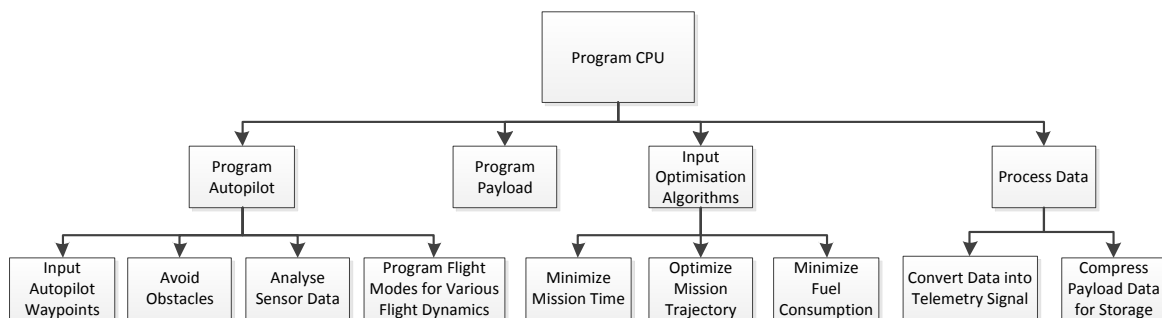 Program CPU
Program
Autopilot
Program
Payload
Input
Optimisation
Algorithms
Process Data
Input
Autopilot
Waypoints
Avoid
Obstacles
Analyse
Sensor Data
Program Flight
Modes for Various
Flight Dynamics
Minimize
Mission Time
Optimize
Mission
Trajectory
Minimize
Fuel
Consumption
Convert Data into
Telemetry Signal
Compress
Payload Data
for Storage